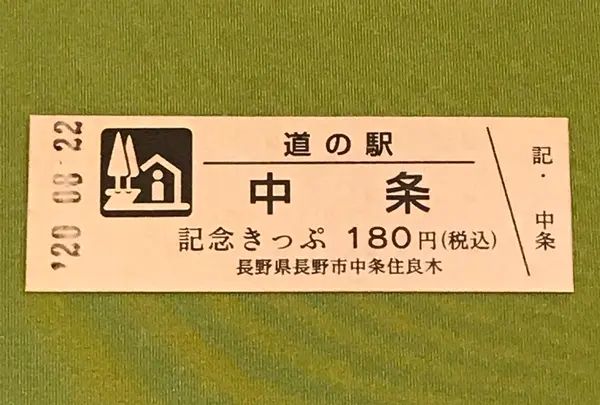 '20 08.22
道の駅
中条
記念きっぷ 180円(税込)
長野県長野市中条住良木
記・中条